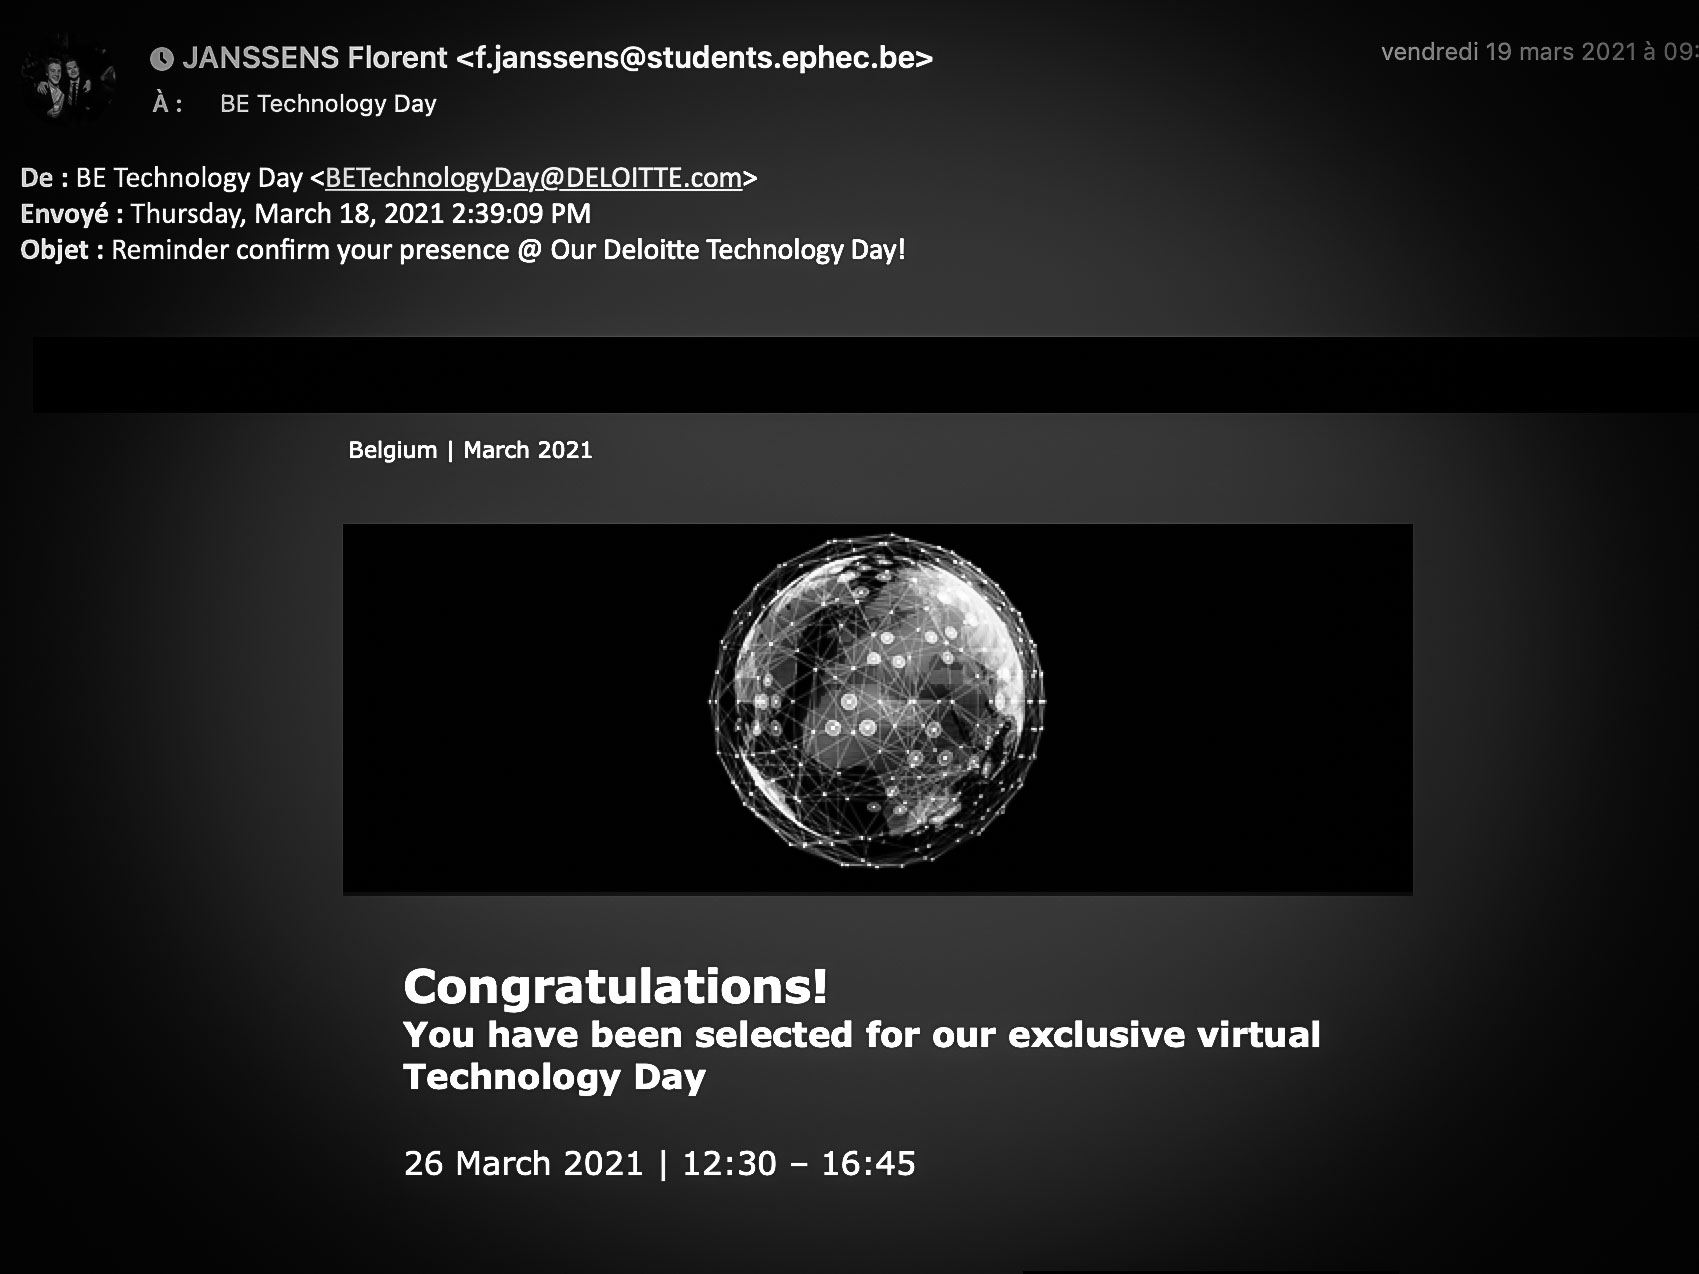 JANSSENS Florent <f.janssens@students.ephec.be>
vendredi 19 mars 2021 à 09:
À : BE Technology Day
De : BE Technology Day <BETechnologyDay@DELOITTE.com>
Envoyé : Thursday, March 18, 2021 2:39:09 PM
Objet : Reminder confirm your presence @ Our Deloitte Technology Day!
Belgium | March 2021
Congratulations!
You have been selected for our exclusive virtual
Technology Day
26 March 2021 | 12:30 – 16:45